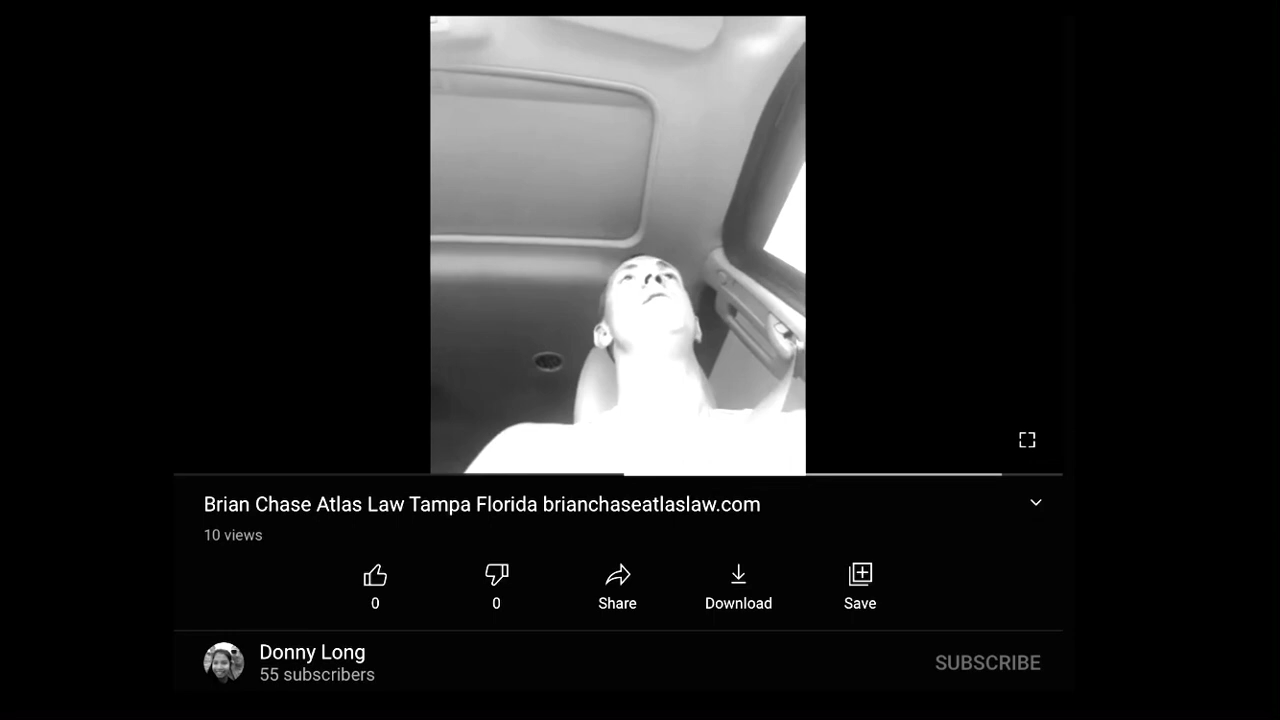 Brian Chase Atlas Law Tampa Florida brianchaseatlaslaw.com
10 views
0 0 Share Download Save
Donny Long
55 subscribers SUBSCRIBE